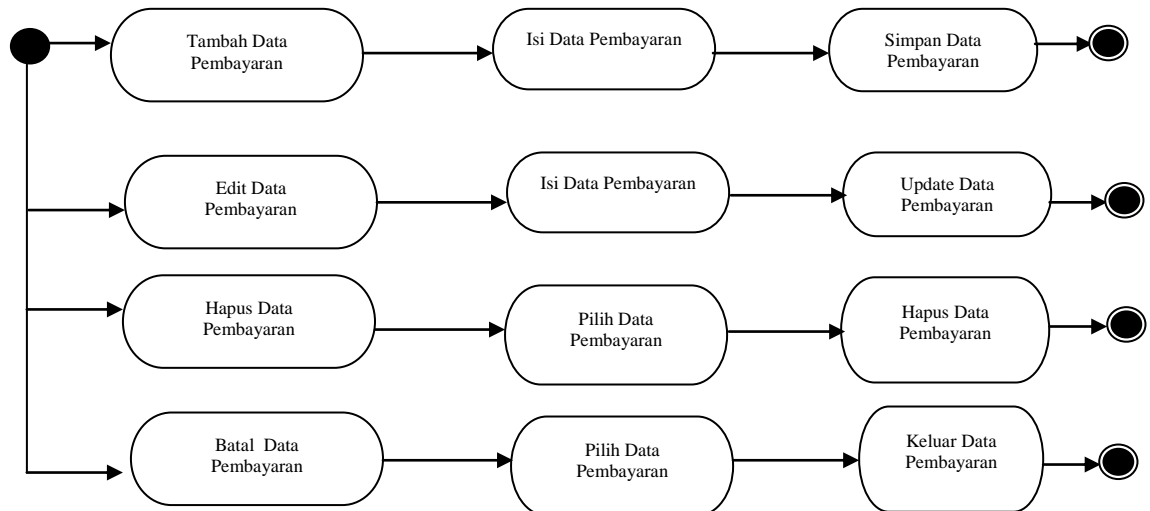 Tambah Data
Pembayaran
Isi Data Pembayaran
Simpan Data
Pembayaran
Edit Data
Pembayaran
Isi Data Pembayaran
Update Data
Pembayaran
Hapus Data
Pembayaran
Pilih Data
Pembayaran
Hapus Data
Pembayaran
Batal Data
Pembayaran
Pilih Data
Pembayaran
Keluar Data
Pembayaran